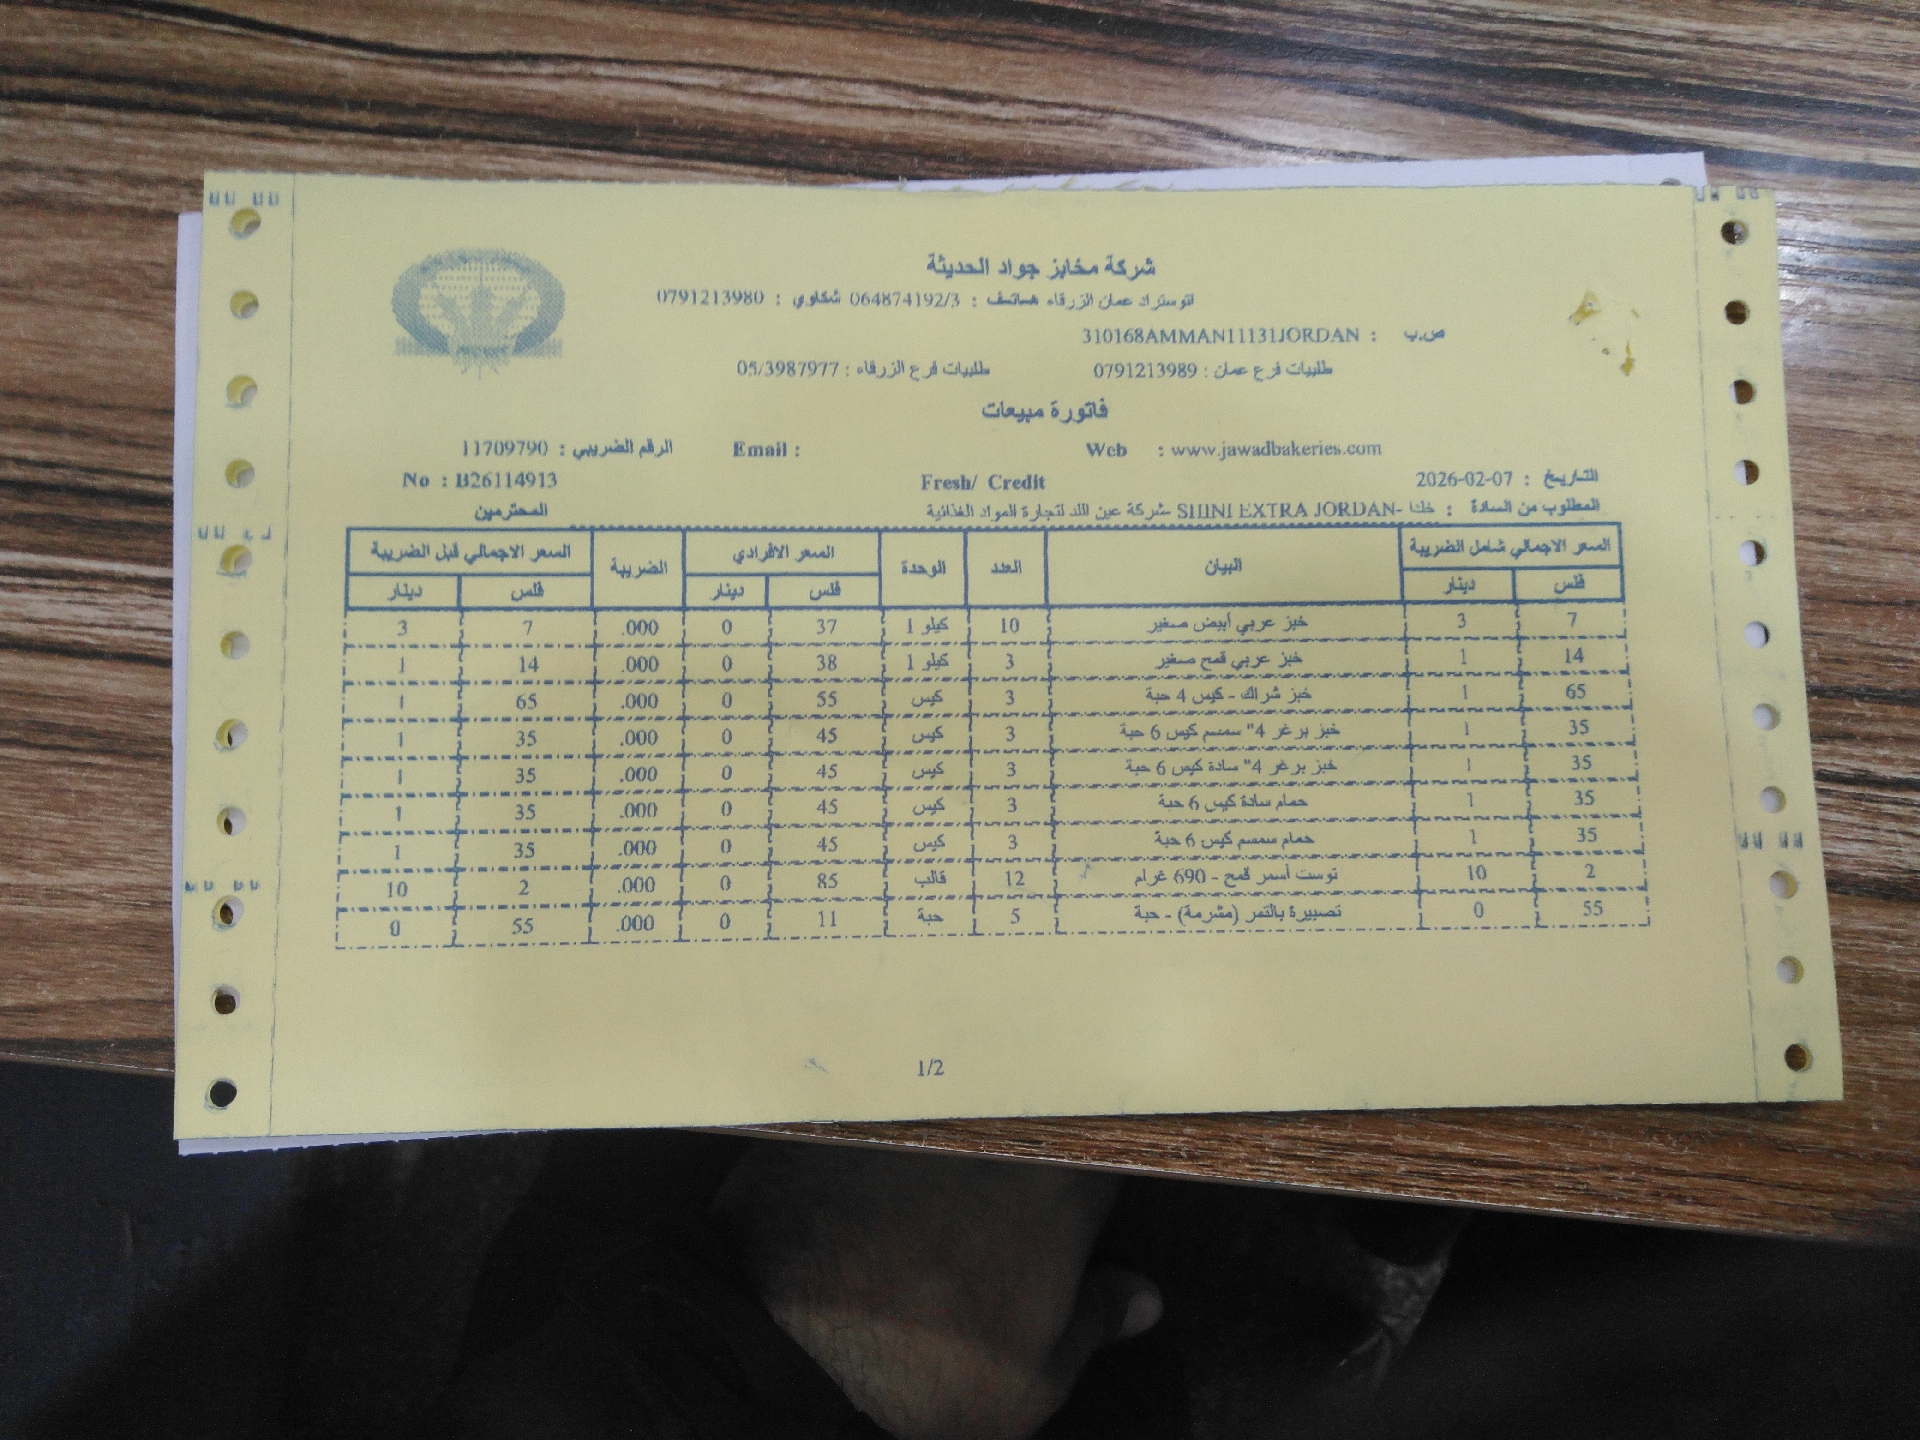 شركة مخابز جواد الحديثة
اتوستراد عمان الزرقاء هاتف : 064874192/3 شكاوي : 0791213980
ص.ب : 310168AMMAN11131JORDAN
طلبيات فرع عمان : 0791213989 طلبيات فرع الزرقاء : 05/3987977
فاتورة مبيعات
Web : www.jawadbakeries.com Email : الرقم الضريبي : 11709790
التاريخ : 2026-02-07 Fresh/ Credit No : B26114913
المطلوب من السادة : خلدا -SHINI EXTRA JORDAN شركة عين اللد لتجارة المواد الغذائية المحترمين
السعر الاجمالي شامل الضريبة البيان العدد الوحدة السعر الافرادي الضريبة السعر الاجمالي قبل الضريبة
فلس دينار فلس دينار فلس دينار
7 3 خبز عربي أبيض صغير 10 كيلو 1 37 0 .000 7 3
14 1 خبز عربي قمح صغير 3 كيلو 1 38 0 .000 14 1
65 1 خبز شراك - كيس 4 حبة 3 كيس 55 0 .000 65 1
35 1 خبز برغر 4" سمسم كيس 6 حبة 3 كيس 45 0 .000 35 1
35 1 خبز برغر 4" سادة كيس 6 حبة 3 كيس 45 0 .000 35 1
35 1 حمام سادة كيس 6 حبة 3 كيس 45 0 .000 35 1
35 1 حمام سمسم كيس 6 حبة 3 كيس 45 0 .000 35 1
2 10 توست أسمر قمح - 690 غرام 12 قالب 85 0 .000 2 10
55 0 تصبيرة بالتمر (مشرمة) - حبة 5 حبة 11 0 .000 55 0
1/2